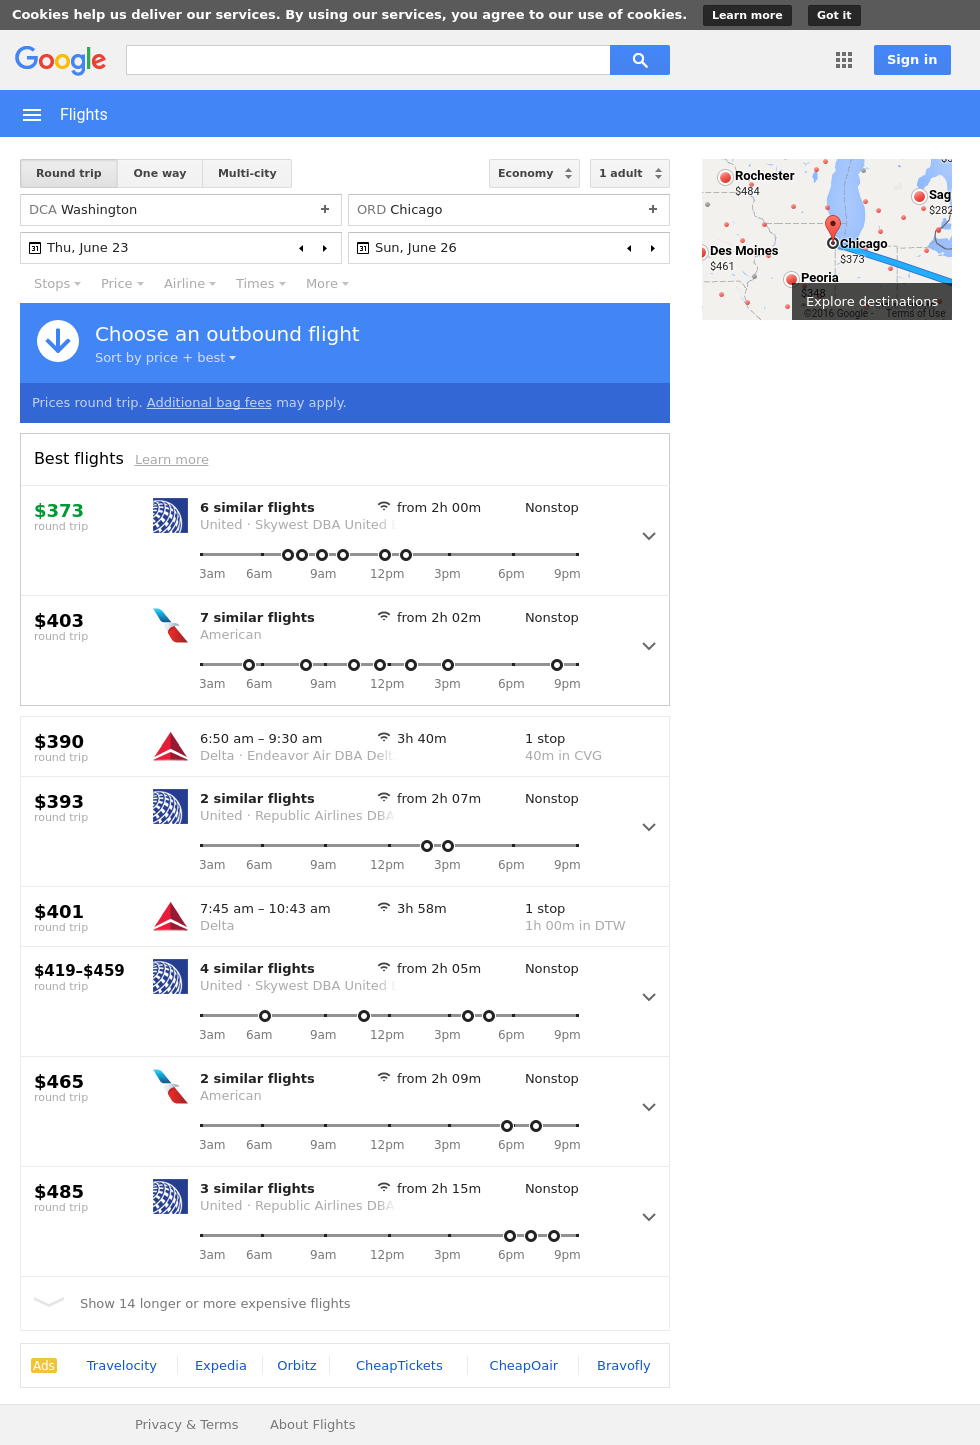 Cookies help us deliver our services. By using our services, you agree to our use of cookies. Learn more Got it
Google Sign in
Flights
Round trip One way Multi-city Economy 1 adult
DCA Washington + ORD Chicago +
31 Thu, June 23 31 Sun, June 26
Stops Price Airline Times More
Choose an outbound flight
Sort by price + best
Prices round trip. Additional bag fees may apply.
Rochester
$484
Sag
$282
Des Moines
$461
Chicago
$373
Peoria
$348
Explore destinations
©2016 Google - Terms of Use
Best flights Learn more
$373 6 similar flights from 2h 00m Nonstop
round trip United · Skywest DBA United
3am 6am 9am 12pm 3pm 6pm 9pm
$403 7 similar flights from 2h 02m Nonstop
round trip American
3am 6am 9am 12pm 3pm 6pm 9pm
$390 6:50 am – 9:30 am 3h 40m 1 stop
round trip Delta · Endeavor Air DBA Delt 40m in CVG
$393 2 similar flights from 2h 07m Nonstop
round trip United · Republic Airlines DBA
3am 6am 9am 12pm 3pm 6pm 9pm
$401 7:45 am – 10:43 am 3h 58m 1 stop
round trip Delta 1h 00m in DTW
$419–$459 4 similar flights from 2h 05m Nonstop
round trip United · Skywest DBA United
3am 6am 9am 12pm 3pm 6pm 9pm
$465 2 similar flights from 2h 09m Nonstop
round trip American
3am 6am 9am 12pm 3pm 6pm 9pm
$485 3 similar flights from 2h 15m Nonstop
round trip United · Republic Airlines DBA
3am 6am 9am 12pm 3pm 6pm 9pm
Show 14 longer or more expensive flights
Ads Travelocity Expedia Orbitz CheapTickets CheapOair Bravofly
Privacy & Terms About Flights